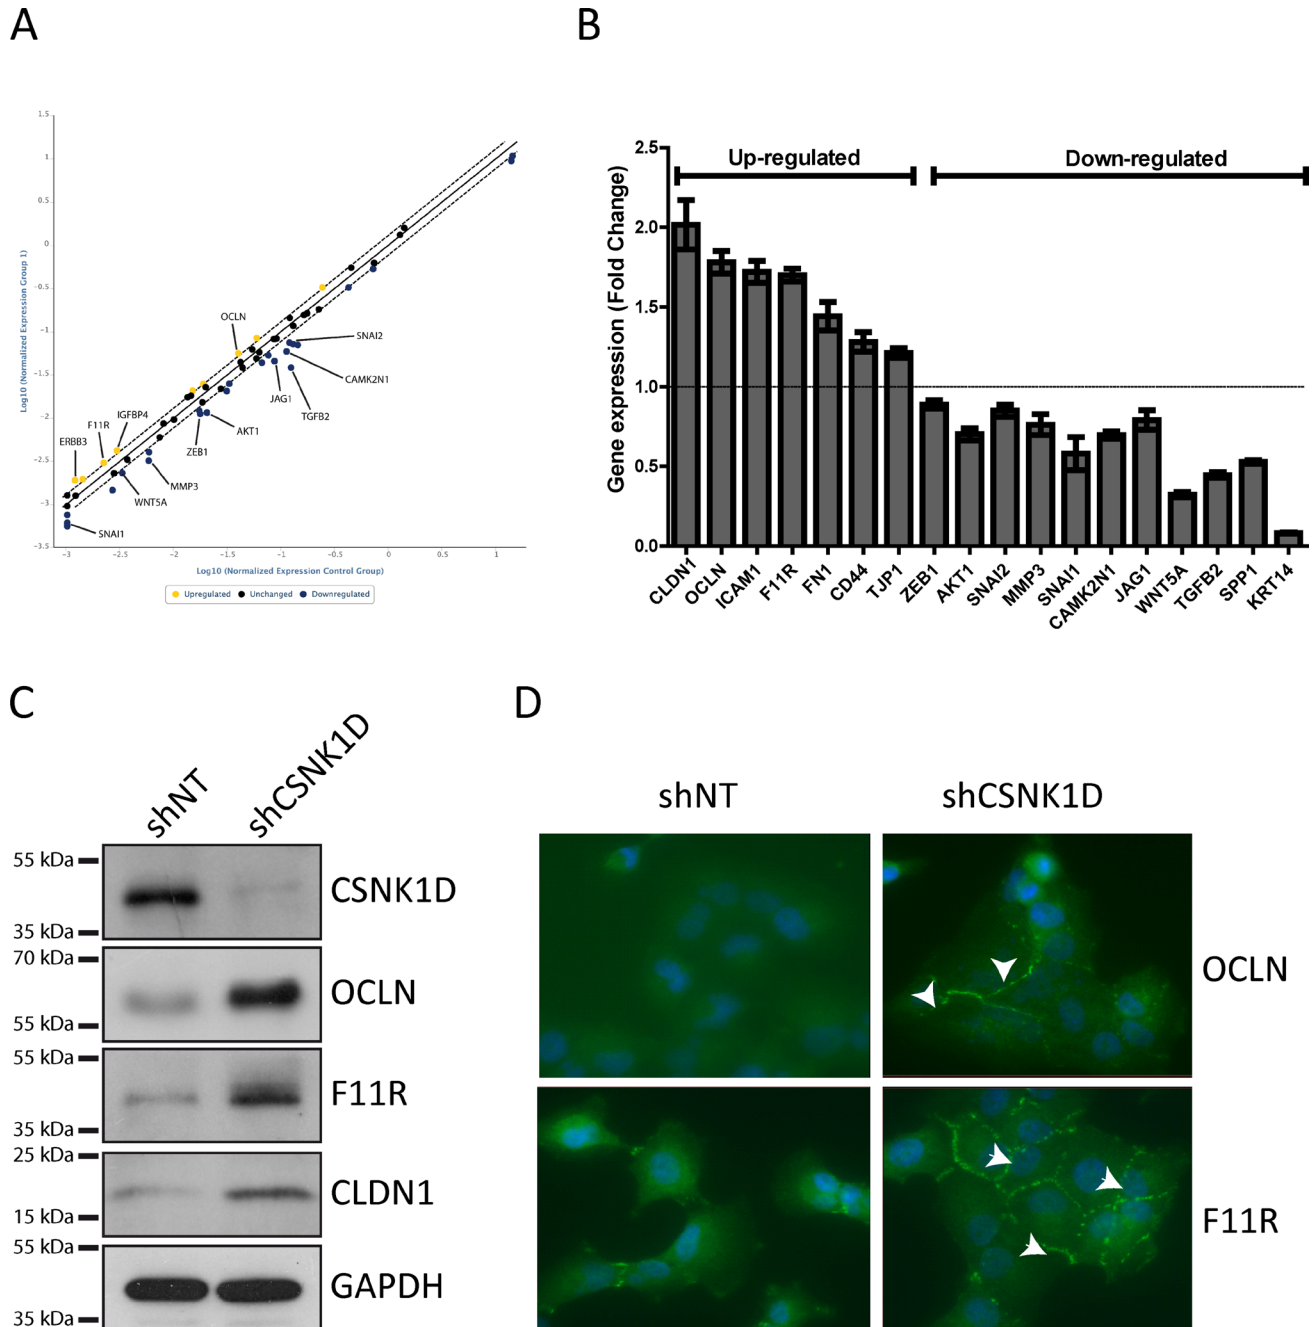 A
B
1.5
1
0.5
0
−0.5
−1
−1.5
−2
−2.5
−3
−3.5
−3
−2.5
−2
−1.5
−1
−0.5
0
0.5
1
Log10 (Normalized Expression Group 1)
Log10 (Normalized Expression Control Group)
OCLN
SNAI2
CAMK2N1
JAG1
TGFB2
IGFBP4
F11R
ERBB3
AKT1
ZEB1
MMP3
WNT5A
SNAI1
Upregulated Unchanged Downregulated
Up-regulated
Down-regulated
Gene expression (Fold Change)
2.5
2.0
1.5
1.0
0.5
0.0
CLDN1
OCLN
ICAM1
F11R
FN1
CD44
TJP1
ZEB1
AKT1
SNAI2
MMP3
SNAI1
CAMK2N1
JAG1
WNT5A
TGFB2
SPP1
KRT14
C
shNT
shCSNK1D
55 kDa
CSNK1D
35 kDa
70 kDa
OCLN
55 kDa
55 kDa
F11R
35 kDa
25 kDa
CLDN1
15 kDa
55 kDa
GAPDH
35 kDa
D
shNT
shCSNK1D
OCLN
F11R